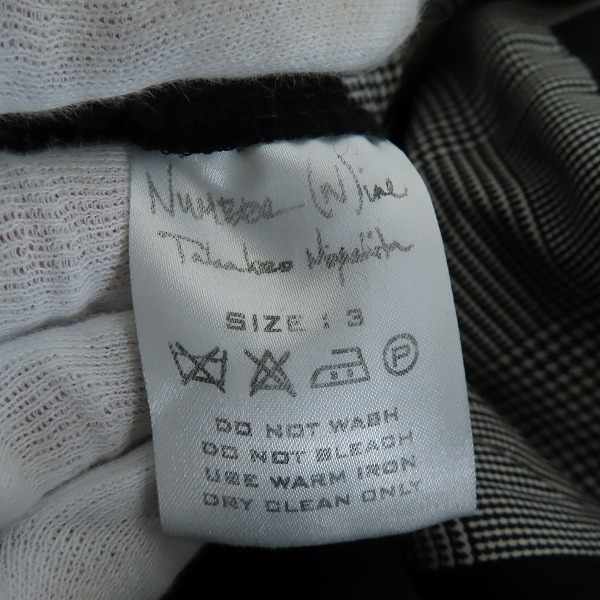 Number (N)ine
Takahiro Miyashita
SIZE : 3
P
DO NOT WASH
DO NOT BLEACH
USE WARM IRON
DRY CLEAN ONLY